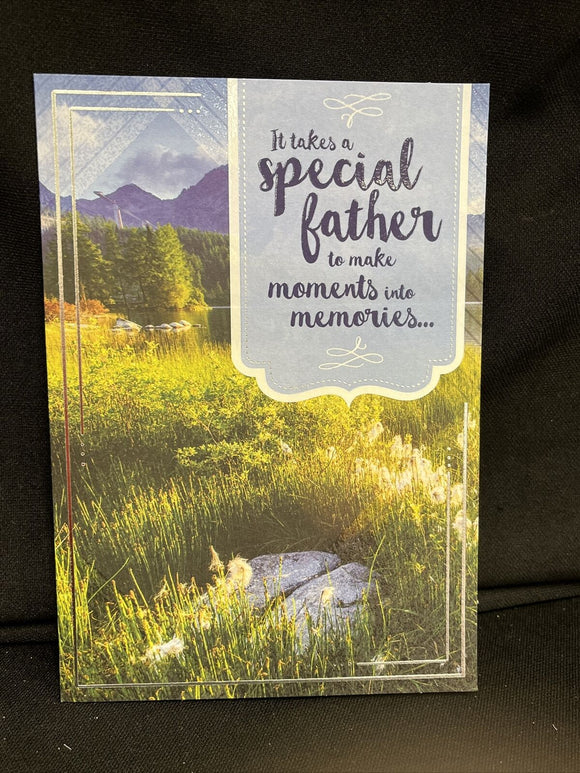 It takes a
special
father
to make
moments into
memories...